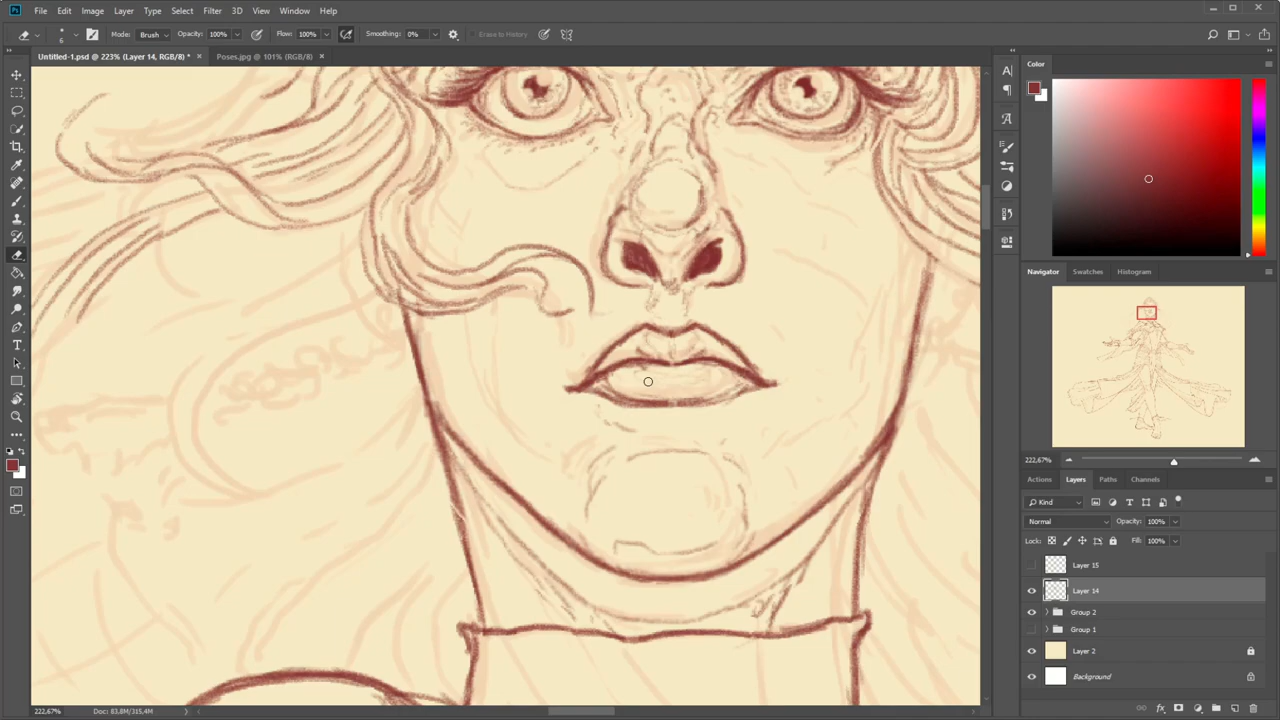 Ps File Edit Image Layer Type Select Filter 3D View Window Help
6 Mode: Brush Opacity: 100% Flow: 100% Smoothing: 0% Erase to History
Untitled-1.psd @ 223% (Layer 14, RGB/8) * × Poses.jpg @ 101% (RGB/8) ×
Color
Navigator Swatches Histogram
222,67%
Actions Layers Paths Channels
Kind
Normal Opacity: 100%
Lock: Fill: 100%
Layer 15
Layer 14
Group 2
Group 1
Layer 2
Background
222,67% Doc: 83,8M/315,4M
fx